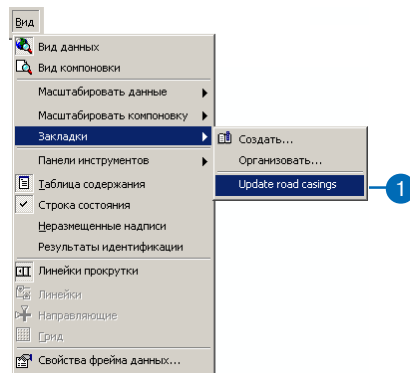 Вид
Вид данных
Вид компоновки
Масштабировать данные
Масштабировать компоновку
Закладки
Создать...
Организовать...
Update road casings
1
Панели инструментов
Таблица содержания
Строка состояния
Неразмещенные надписи
Результаты идентификации
Линейки прокрутки
Линейки
Направляющие
Грид
Свойства фрейма данных...